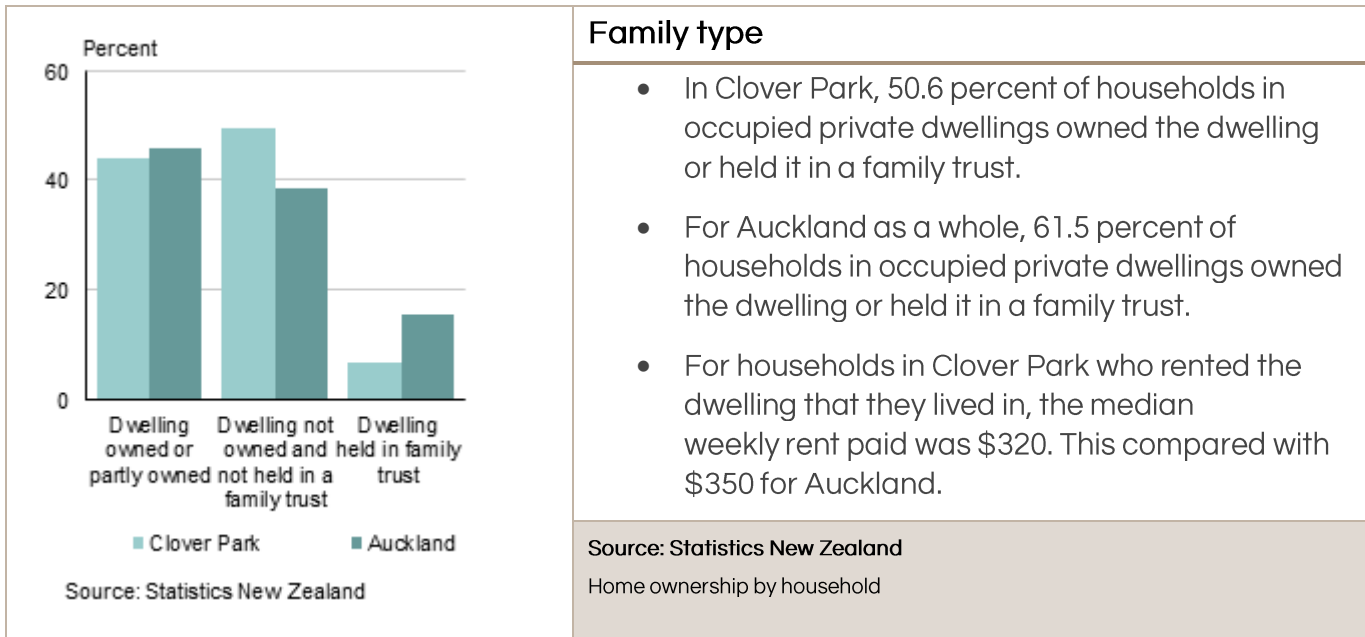 Percent
60
40
20
0
Dwelling owned or partly owned
Dwelling not owned and not held in a family trust
Dwelling held in family trust
Clover Park
Auckland
Source: Statistics New Zealand
Family type
• In Clover Park, 50.6 percent of households in
occupied private dwellings owned the dwelling
or held it in a family trust.
• For Auckland as a whole, 61.5 percent of
households in occupied private dwellings owned
the dwelling or held it in a family trust.
• For households in Clover Park who rented the
dwelling that they lived in, the median
weekly rent paid was $320. This compared with
$350 for Auckland.
Source: Statistics New Zealand
Home ownership by household